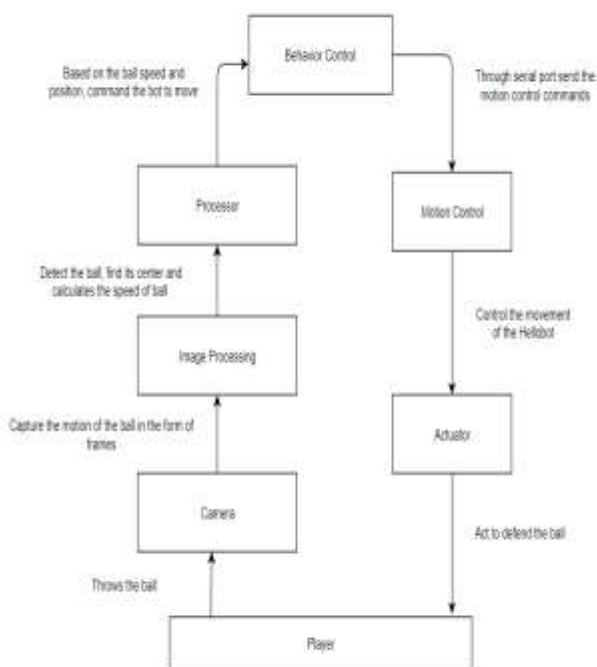 Behavior Control
Based on the ball speed and
position, command the bot to move
Through serial port send the
motion control commands
Processor
Motion Control
Detect the ball, find its center and
calculates the speed of ball
Control the movement
of the Hellobot
Image Processing
Capture the motion of the ball in the form of
frames
Actuator
Camera
Act to defend the ball
Throws the ball
Player